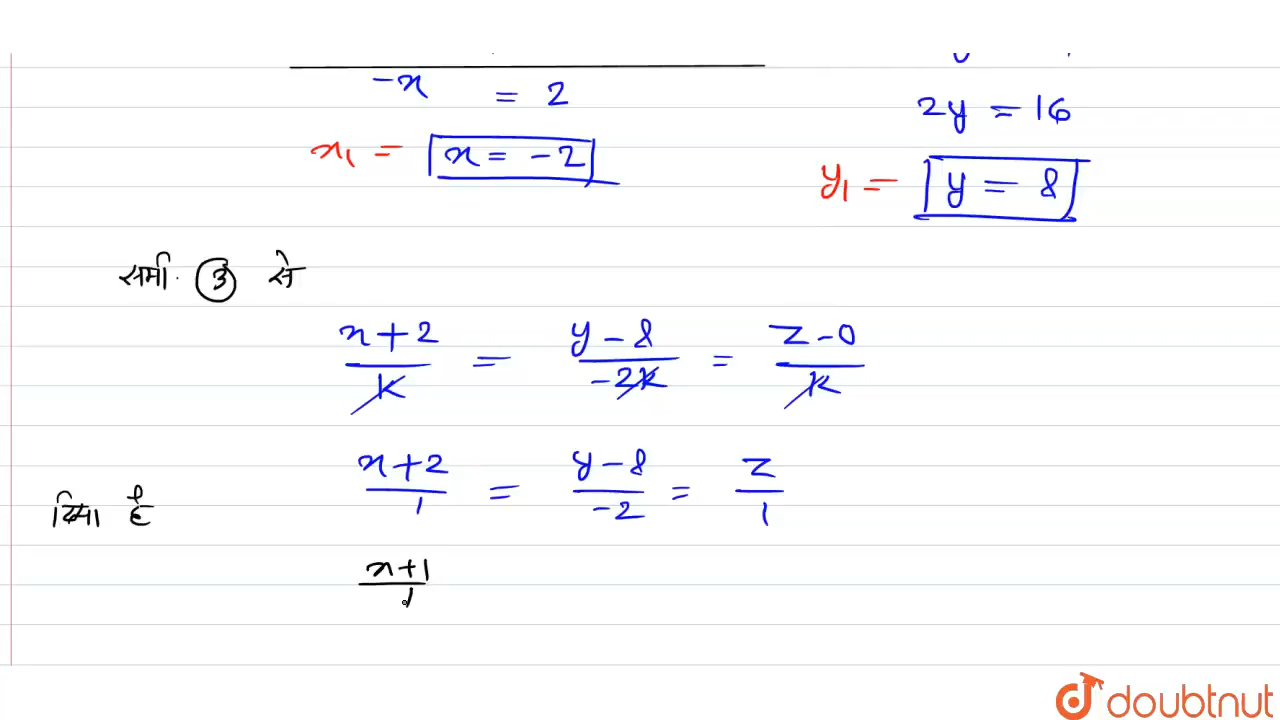 -x = 2
2y = 16
x₁ = x = -2
y₁ = y = 8
समी. ③ से
(x+2)/k = (y-8)/(-2k) = (z-0)/k
(x+2)/1 = (y-8)/(-2) = z/1
दिया है
(x+1)/1
doubtnut